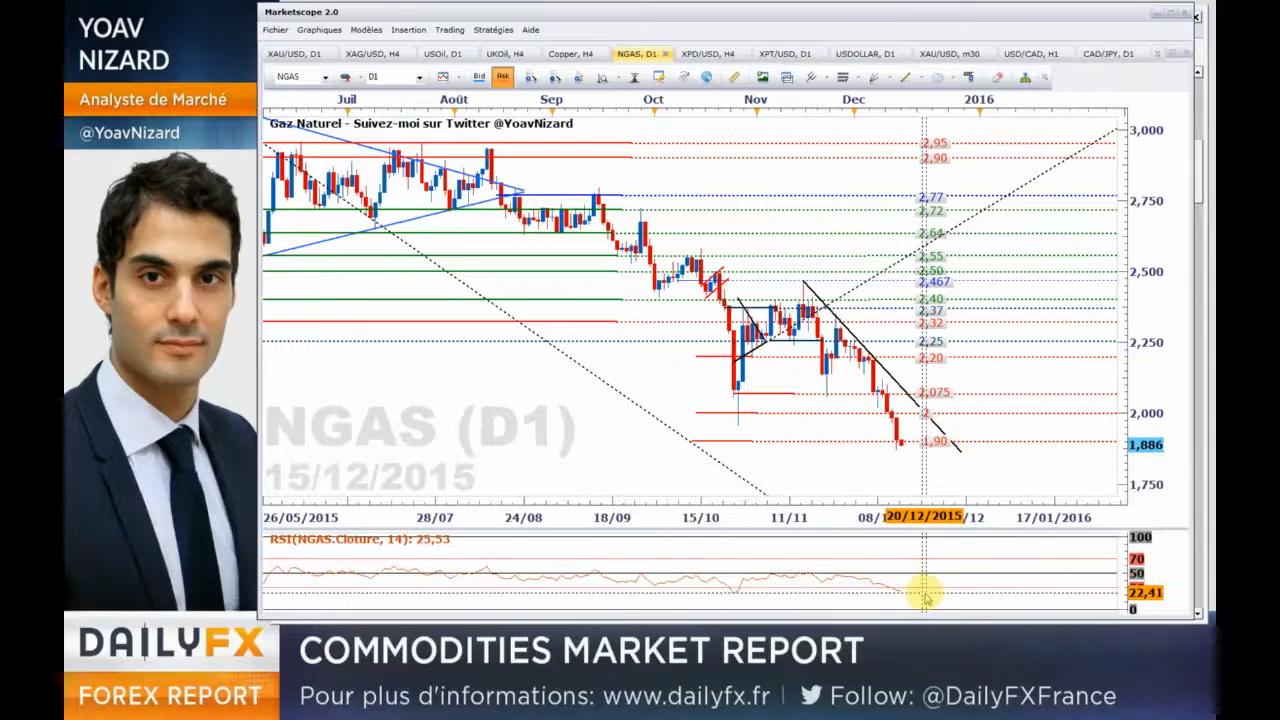 YOAV
NIZARD
Analyste de Marché
@YoavNizard
Marketscope 2.0
Fichier Graphiques Modèles Insertion Trading Stratégies Aide
XAU/USD, D1 XAG/USD, H4 USOil, D1 UKOil, H4 Copper, H4 NGAS, D1 XPD/USD, H4 XPT/USD, D1 USDOLLAR, D1 XAU/USD, m30 USD/CAD, H1 CAD/JPY, D1
NGAS D1 Bid Ask
Juil Août Sep Oct Nov Dec 2016
Gaz Naturel - Suivez-moi sur Twitter @YoavNizard
3,000
2,95
2,90
2,77
2,750
2,72
2,64
2,55
2,50
2,500
2,467
2,40
2,37
2,32
2,25
2,250
2,20
2,075
2
2,000
1,90
1,886
1,750
NGAS (D1)
15/12/2015
26/05/2015 28/07 24/08 18/09 15/10 11/11 08/1 20/12/2015 /12 17/01/2016
RSI(NGAS.Cloture, 14): 25,53
100
70
50
22,41
0
DAILYFX
FOREX REPORT
COMMODITIES MARKET REPORT
Pour plus d'informations: www.dailyfx.fr | Follow: @DailyFXFrance